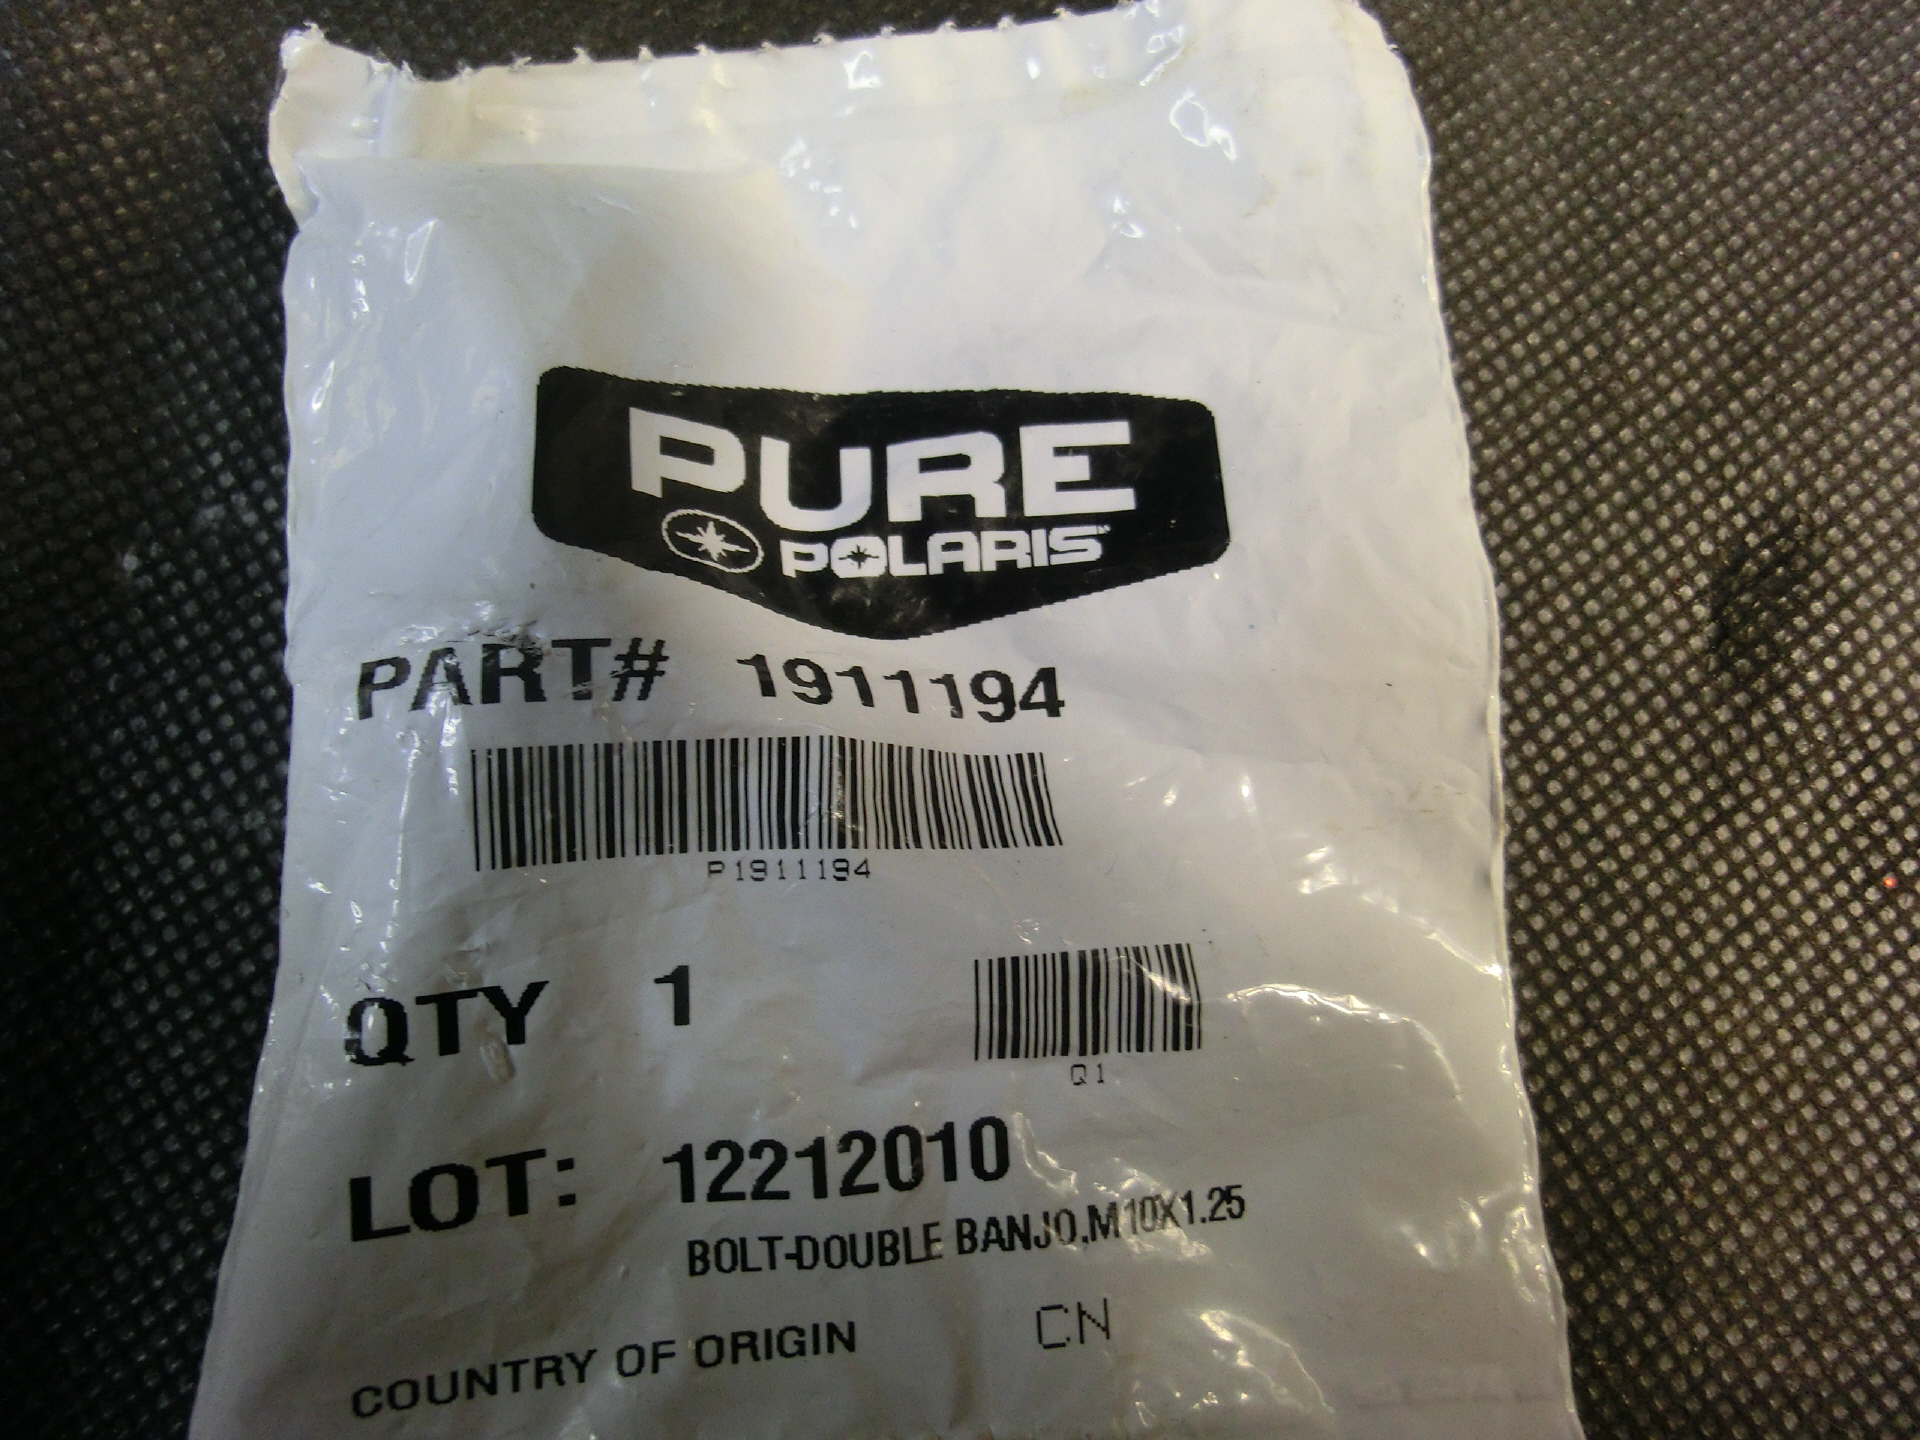 PURE
POLARIS
PART# 1911194
P1911194
QTY 1
Q1
LOT: 12212010
BOLT-DOUBLE BANJO,M10X1.25
COUNTRY OF ORIGIN CN